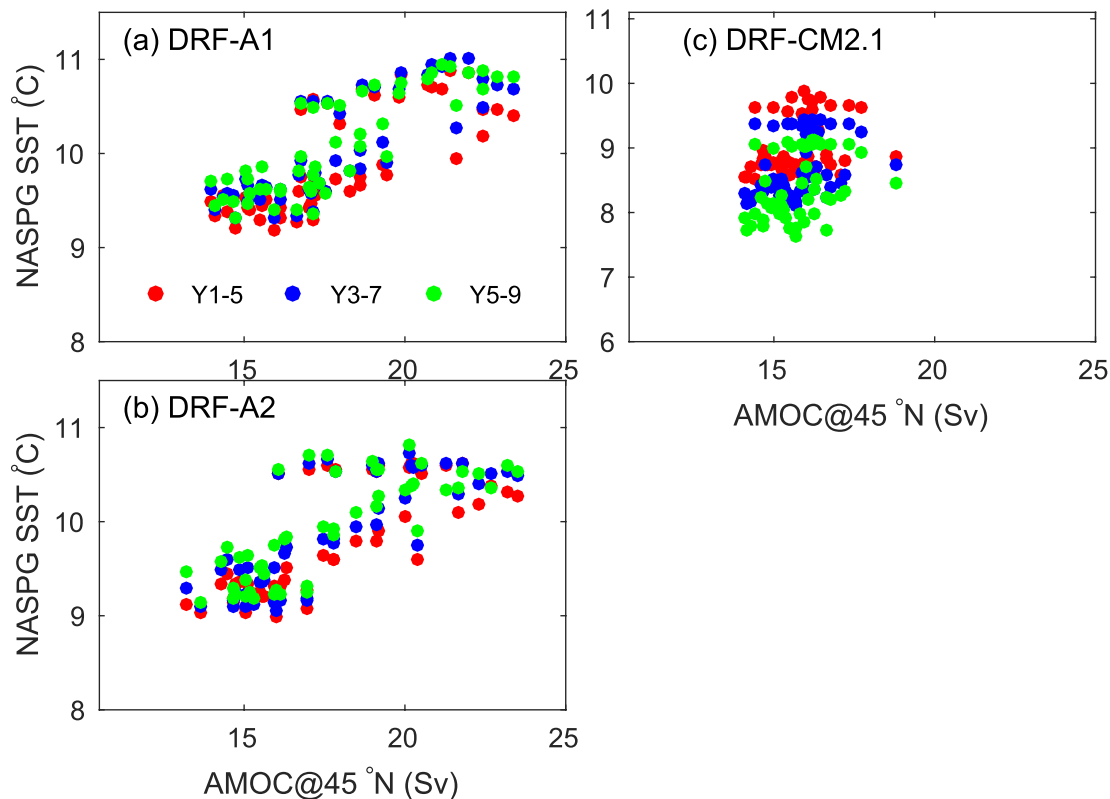 (a) DRF-A1
NASPG SST (°C)
11
10
9
8
Y1-5 Y3-7 Y5-9
15 20 25
(b) DRF-A2
NASPG SST (°C)
11
10
9
8
15 20 25
AMOC@45 °N (Sv)
(c) DRF-CM2.1
11
10
9
8
7
6
15 20 25
AMOC@45 °N (Sv)